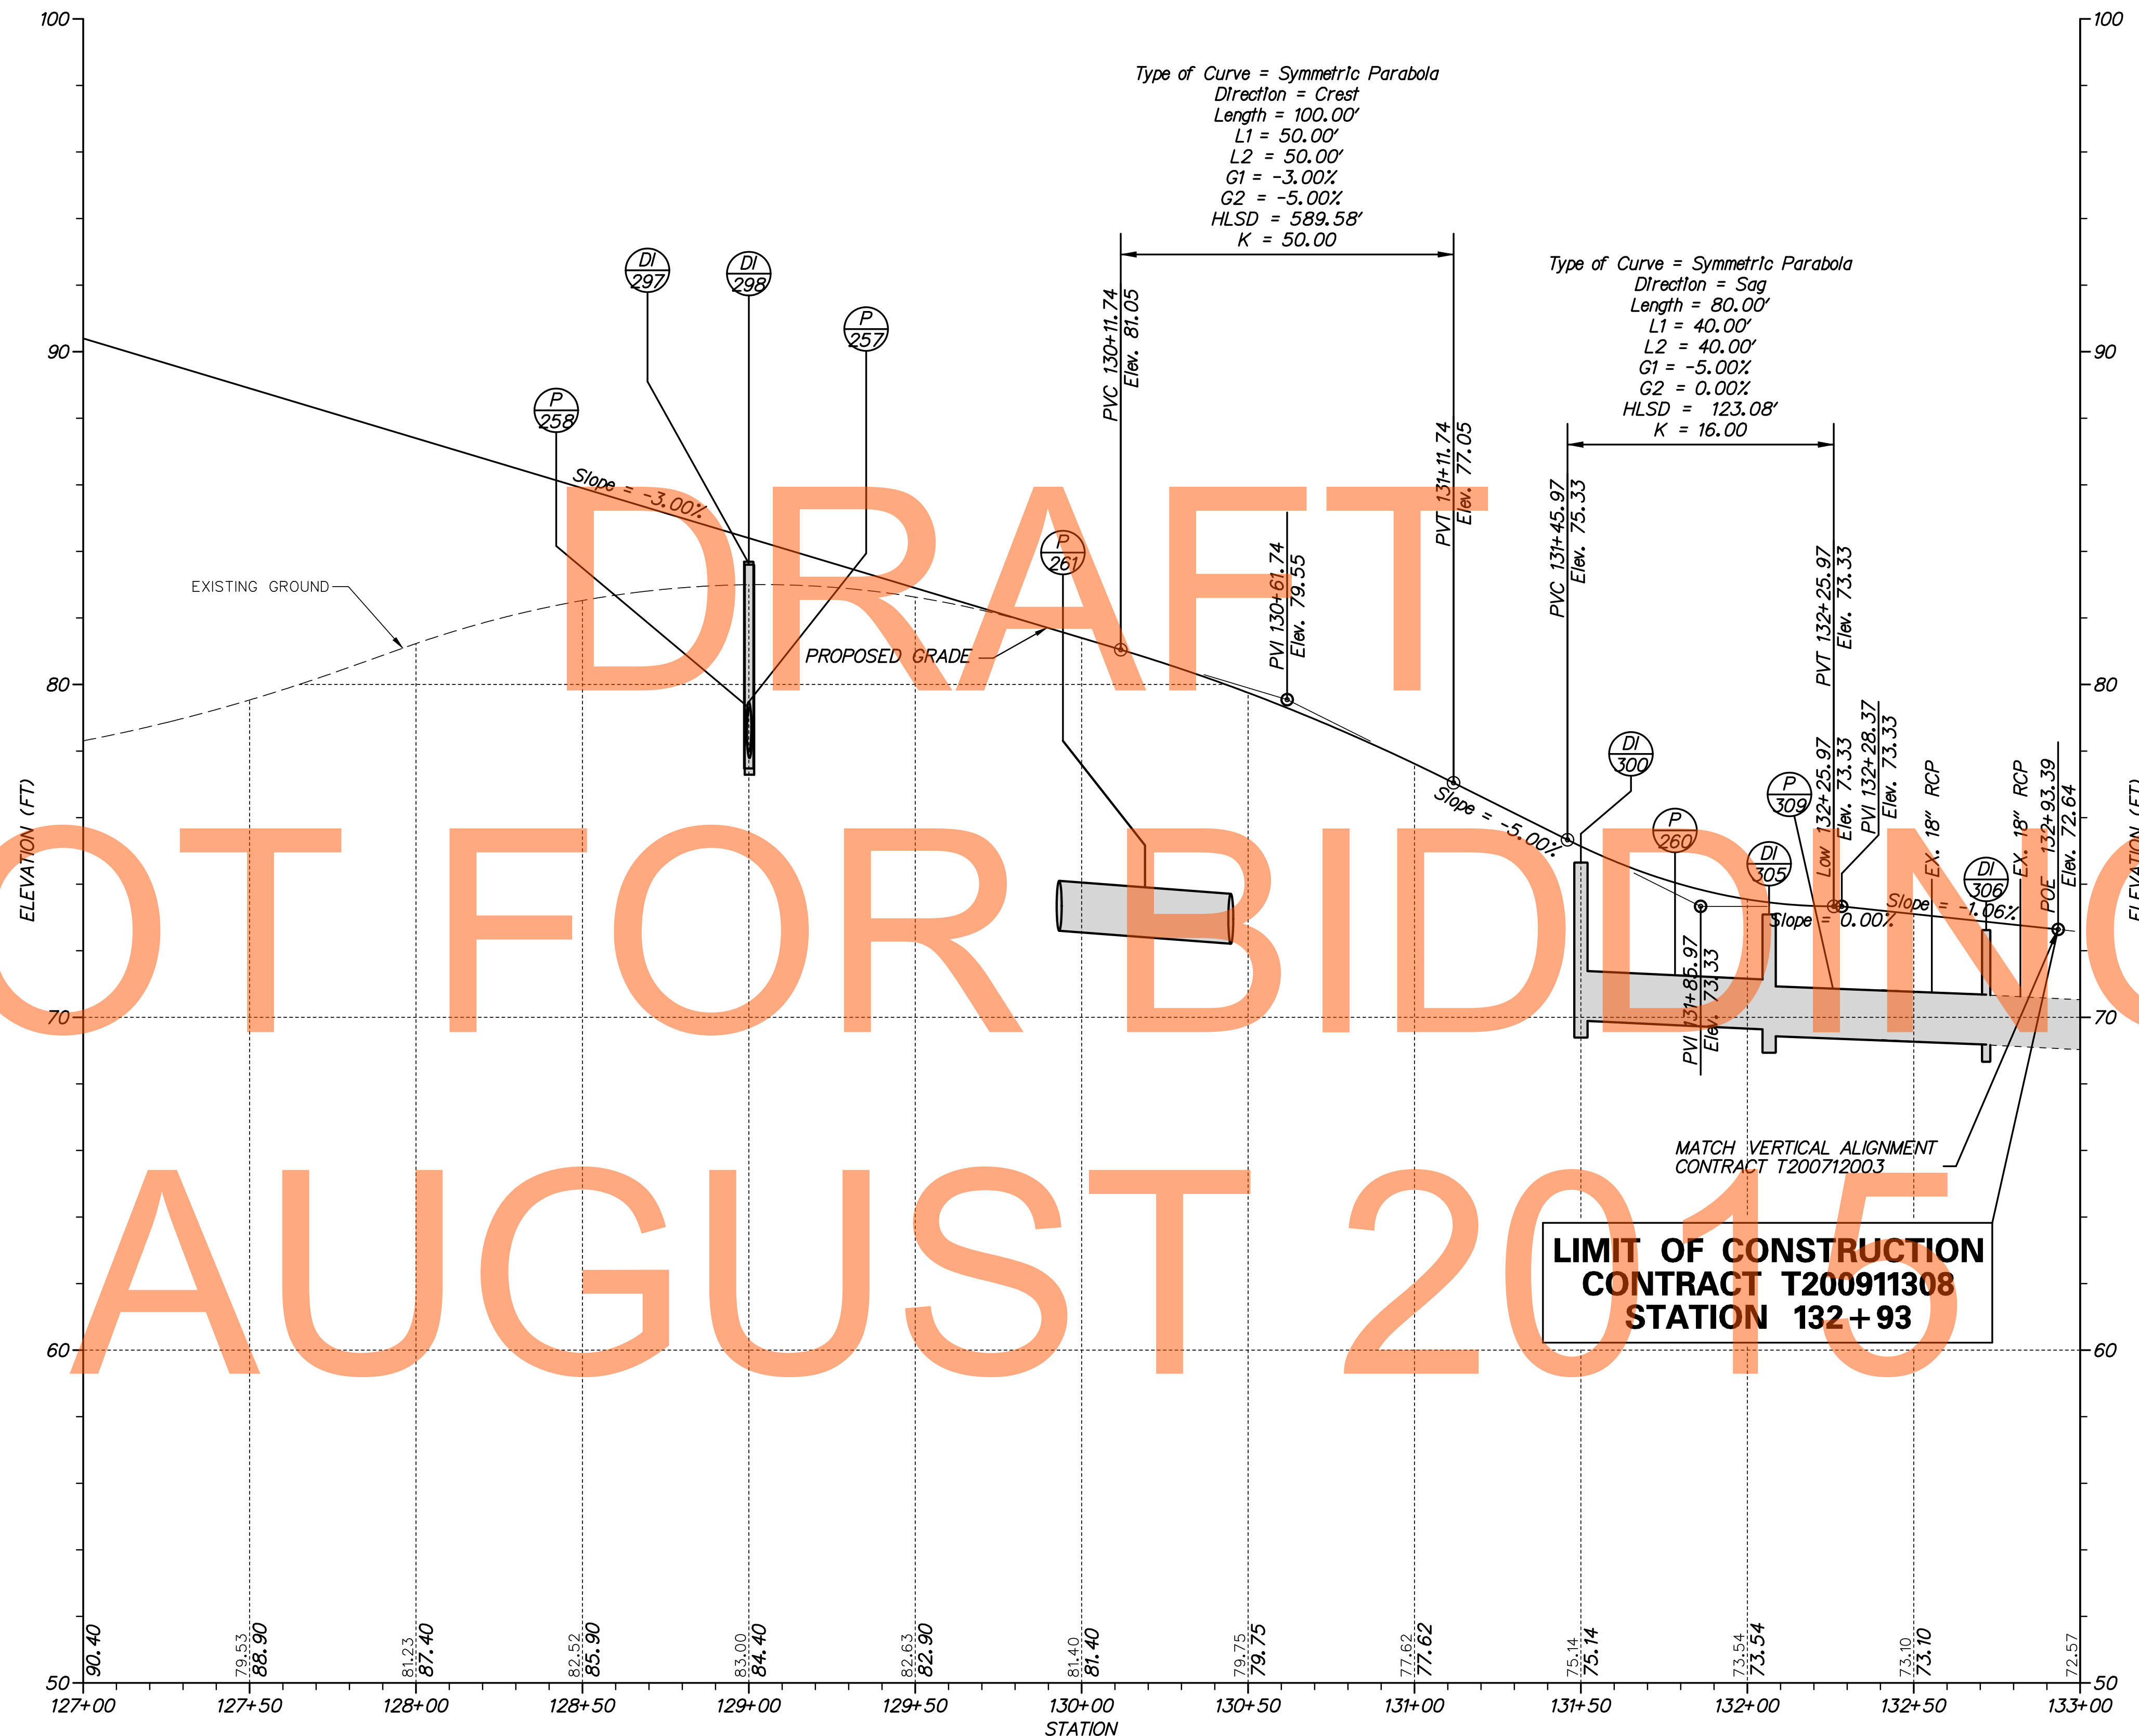 100
100
Type of Curve = Symmetric Parabola
Direction = Crest
Length = 100.00'
L1 = 50.00'
L2 = 50.00'
G1 = -3.00%
G2 = -5.00%
HLSD = 589.58'
K = 50.00
Type of Curve = Symmetric Parabola
Direction = Sag
Length = 80.00'
L1 = 40.00'
L2 = 40.00'
G1 = -5.00%
G2 = 0.00%
HLSD = 123.08'
K = 16.00
DI
297
DI
298
P
257
P
258
90
90
PVC 130+11.74
Elev. 81.05
PVT 131+11.74
Elev. 77.05
PVC 131+45.97
Elev. 75.33
PVT 132+25.97
Elev. 73.33
Slope = -3.00%
DRAFT
P
261
EXISTING GROUND
PROPOSED GRADE
PVI 130+61.74
Elev. 79.55
80
80
Low 132+25.97
Elev. 73.33
PVI 132+28.37
Elev. 73.33
DI
300
P
309
P
260
DI
305
DI
306
EX. 18" RCP
EX. 18" RCP
POE 132+93.39
Elev. 72.64
Slope = -5.00%
Slope = 0.00%
Slope = -1.06%
ELEVATION (FT)
ELEVATION (FT)
OT FOR BIDDING
PVI 131+85.97
Elev. 73.33
70
70
MATCH VERTICAL ALIGNMENT
CONTRACT T200712003
AUGUST 2015
LIMIT OF CONSTRUCTION
CONTRACT T200911308
STATION 132+93
60
60
90.40
79.53
88.90
81.23
87.40
82.52
85.90
83.00
84.40
82.63
82.90
81.40
81.40
79.75
79.75
77.62
77.62
75.14
75.14
73.54
73.54
73.10
73.10
72.57
50
50
127+00
127+50
128+00
128+50
129+00
129+50
130+00
130+50
131+00
131+50
132+00
132+50
133+00
STATION